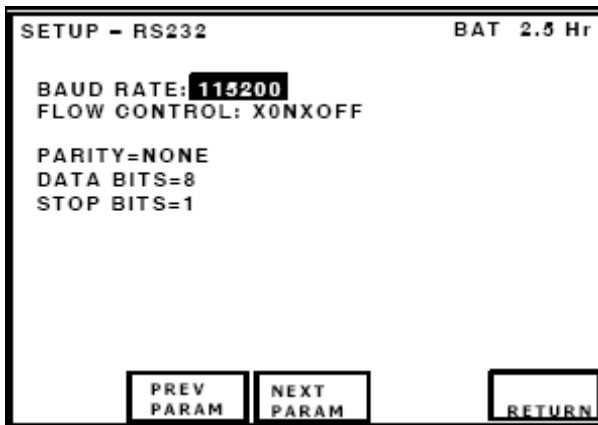 SETUP – RS232 BAT 2.5 Hr
BAUD RATE: 115200
FLOW CONTROL: X0NXOFF
PARITY=NONE
DATA BITS=8
STOP BITS=1
PREV PARAM
NEXT PARAM
RETURN